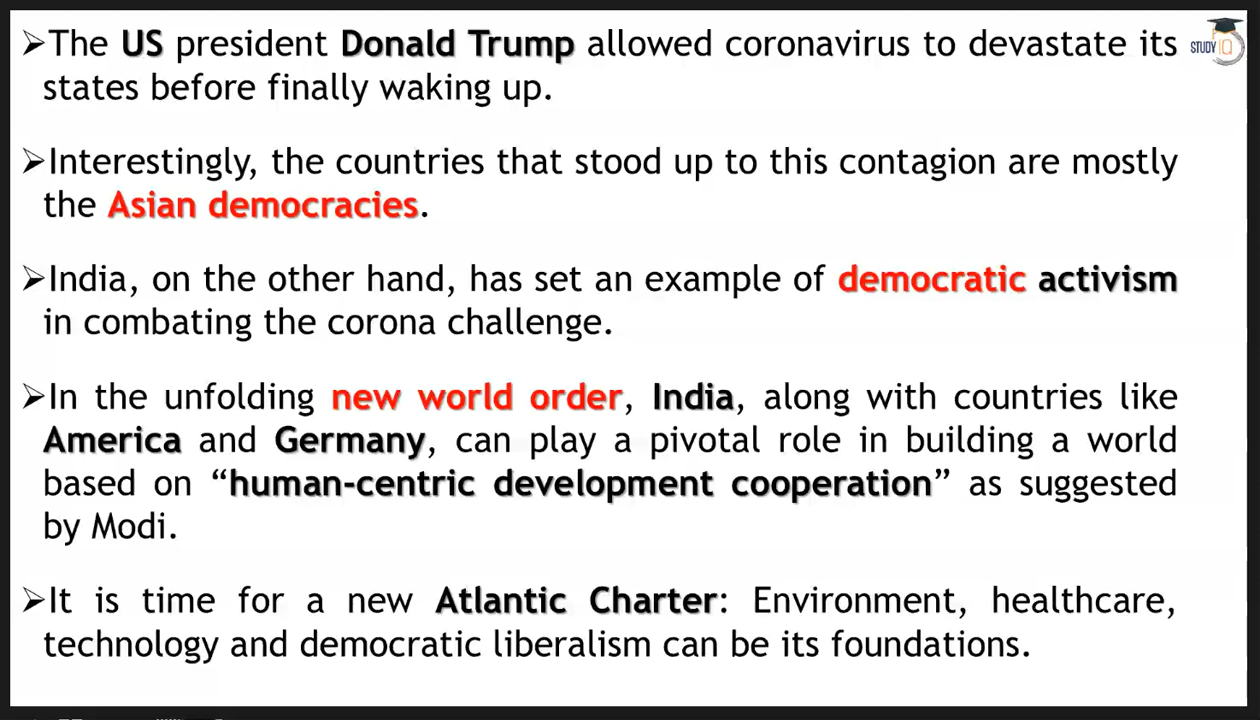 ➢The US president Donald Trump allowed coronavirus to devastate its
states before finally waking up.
➢Interestingly, the countries that stood up to this contagion are mostly
the Asian democracies.
➢India, on the other hand, has set an example of democratic activism
in combating the corona challenge.
➢In the unfolding new world order, India, along with countries like
America and Germany, can play a pivotal role in building a world
based on “human-centric development cooperation” as suggested
by Modi.
➢It is time for a new Atlantic Charter: Environment, healthcare,
technology and democratic liberalism can be its foundations.
STUDY IQ